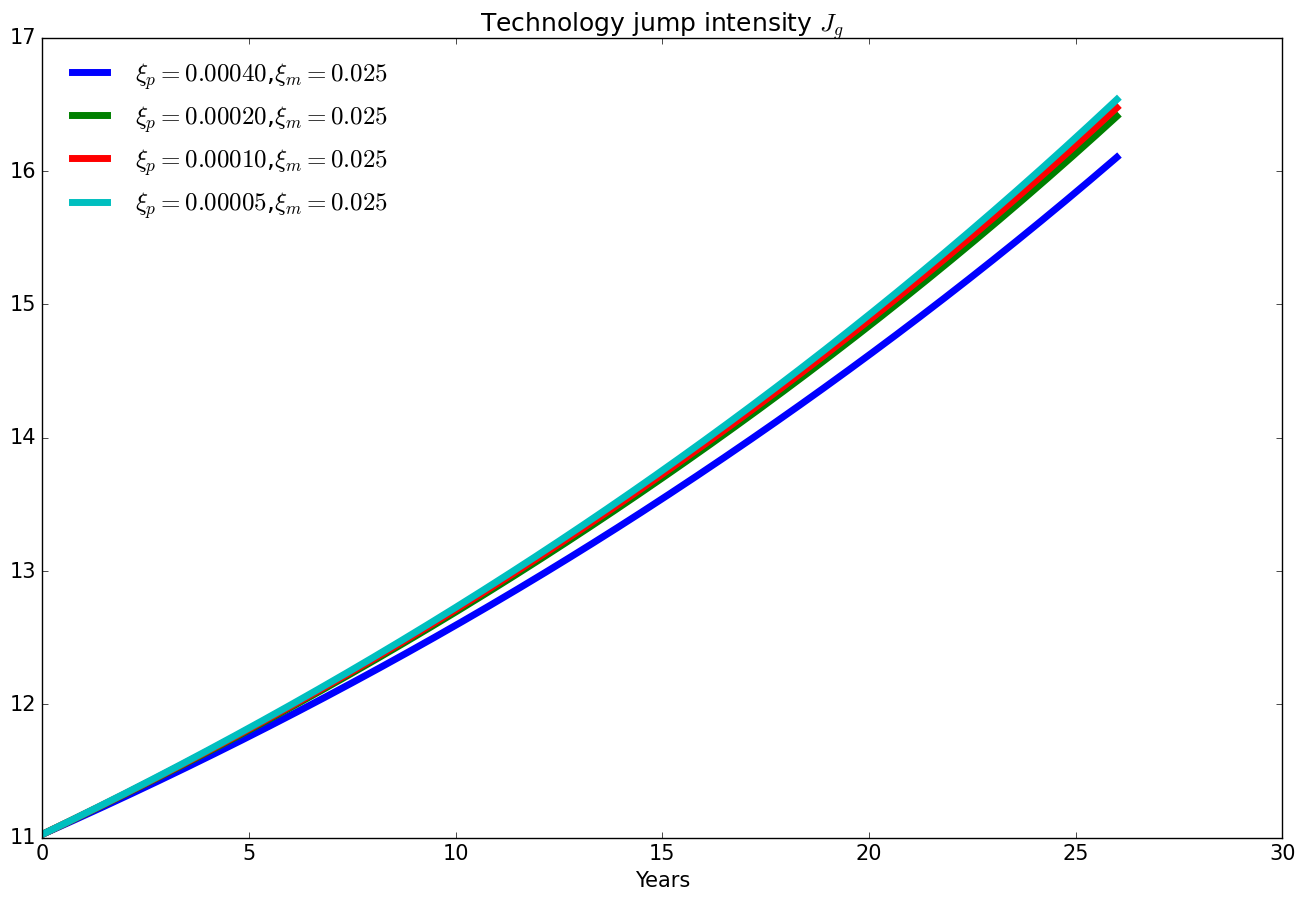 Technology jump intensity J_g
17
16
15
14
13
12
11
ξ_p = 0.00040, ξ_m = 0.025
ξ_p = 0.00020, ξ_m = 0.025
ξ_p = 0.00010, ξ_m = 0.025
ξ_p = 0.00005, ξ_m = 0.025
0 5 10 15 20 25 30
Years